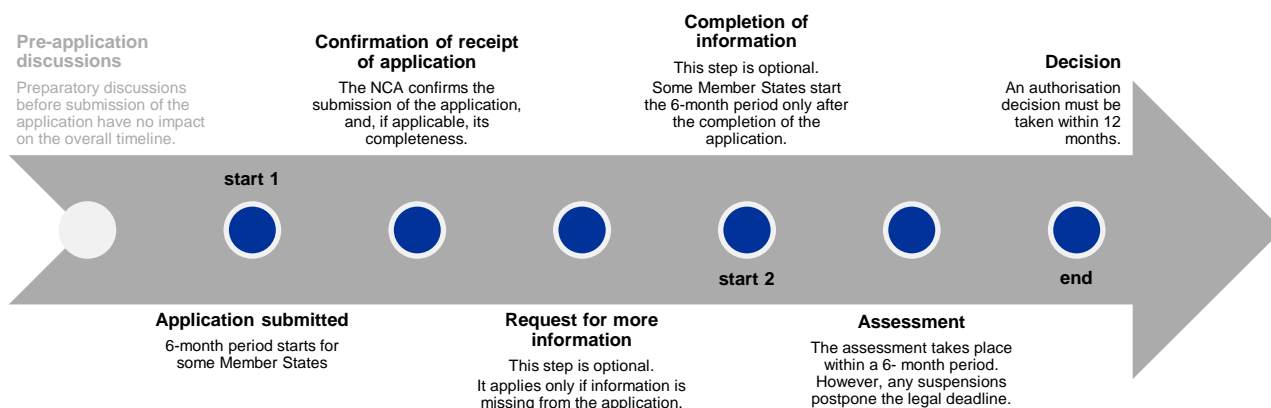 Pre-application
discussions
Preparatory discussions
before submission of the
application have no impact
on the overall timeline.
Confirmation of receipt
of application
The NCA confirms the
submission of the application,
and, if applicable, its
completeness.
Completion of
information
This step is optional.
Some Member States start
the 6-month period only after
the completion of the
application.
Decision
An authorisation
decision must be
taken within 12
months.
start 1
start 2
end
Application submitted
6-month period starts for
some Member States
Request for more
information
This step is optional.
It applies only if information is
missing from the application.
Assessment
The assessment takes place
within a 6- month period.
However, any suspensions
postpone the legal deadline.